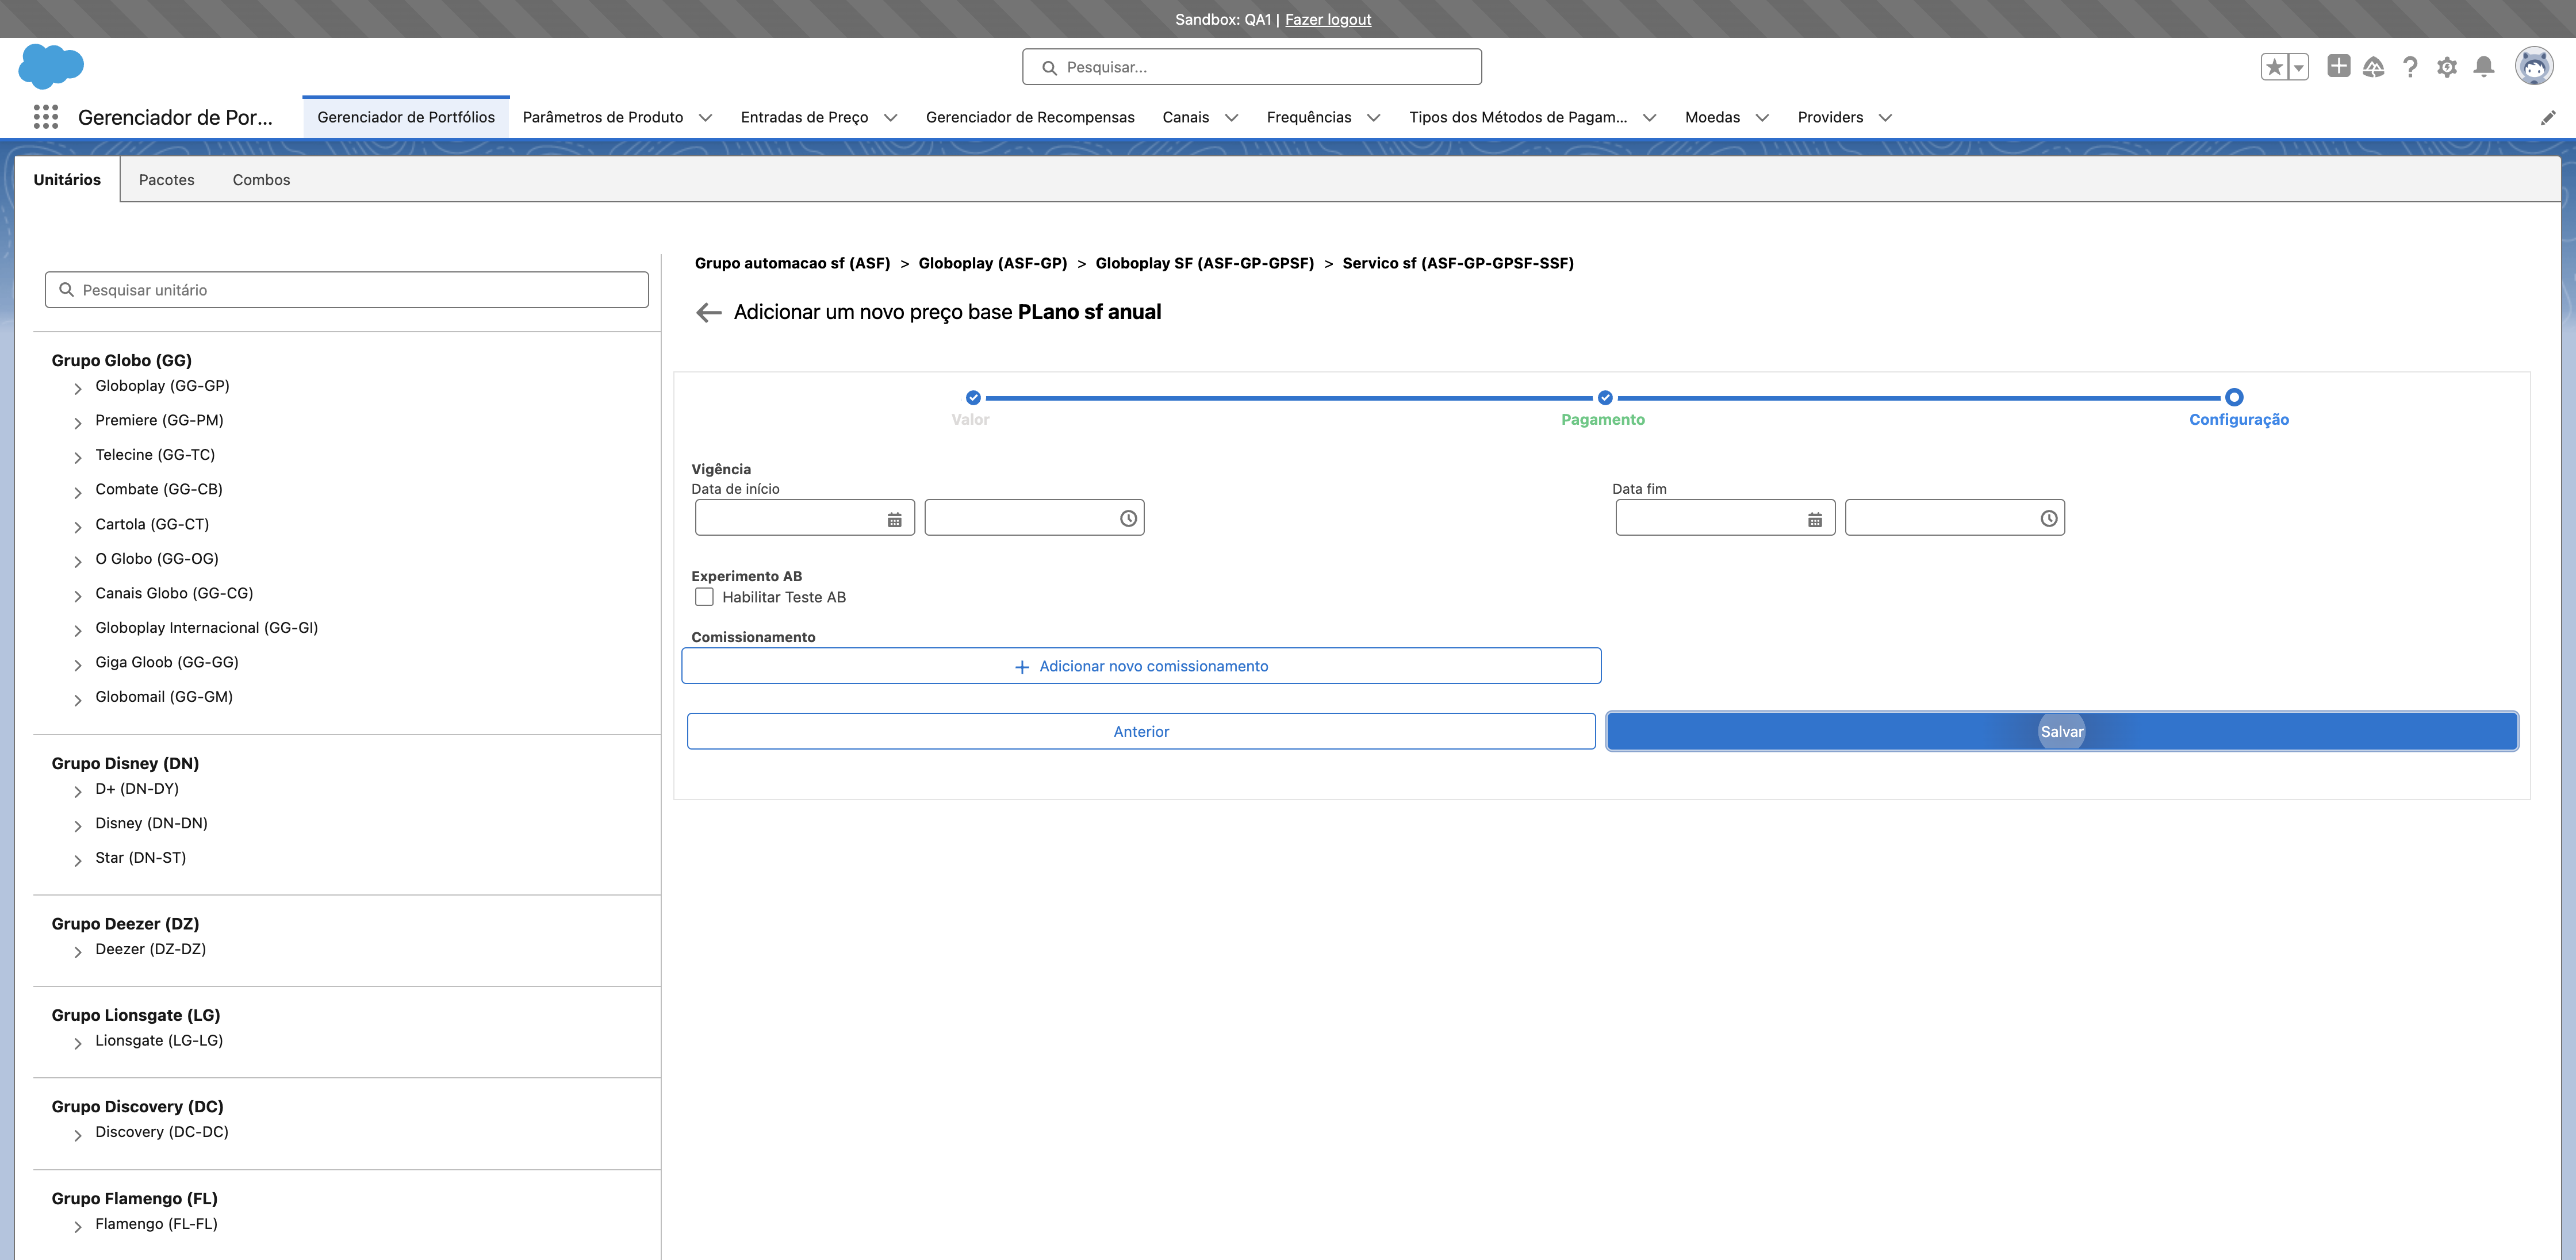 Sandbox: QA1 | Fazer logout
Pesquisar...
Gerenciador de Por...
Gerenciador de Portfólios
Parâmetros de Produto
Entradas de Preço
Gerenciador de Recompensas
Canais
Frequências
Tipos dos Métodos de Pagam...
Moedas
Providers
Unitários
Pacotes
Combos
Pesquisar unitário
Grupo Globo (GG)
Globoplay (GG-GP)
Premiere (GG-PM)
Telecine (GG-TC)
Combate (GG-CB)
Cartola (GG-CT)
O Globo (GG-OG)
Canais Globo (GG-CG)
Globoplay Internacional (GG-GI)
Giga Gloob (GG-GG)
Globomail (GG-GM)
Grupo Disney (DN)
D+ (DN-DY)
Disney (DN-DN)
Star (DN-ST)
Grupo Deezer (DZ)
Deezer (DZ-DZ)
Grupo Lionsgate (LG)
Lionsgate (LG-LG)
Grupo Discovery (DC)
Discovery (DC-DC)
Grupo Flamengo (FL)
Flamengo (FL-FL)
Grupo automacao sf (ASF) > Globoplay (ASF-GP) > Globoplay SF (ASF-GP-GPSF) > Servico sf (ASF-GP-GPSF-SSF)
Adicionar um novo preço base PLano sf anual
Valor
Pagamento
Configuração
Vigência
Data de início
Data fim
Experimento AB
Habilitar Teste AB
Comissionamento
+ Adicionar novo comissionamento
Anterior
Salvar